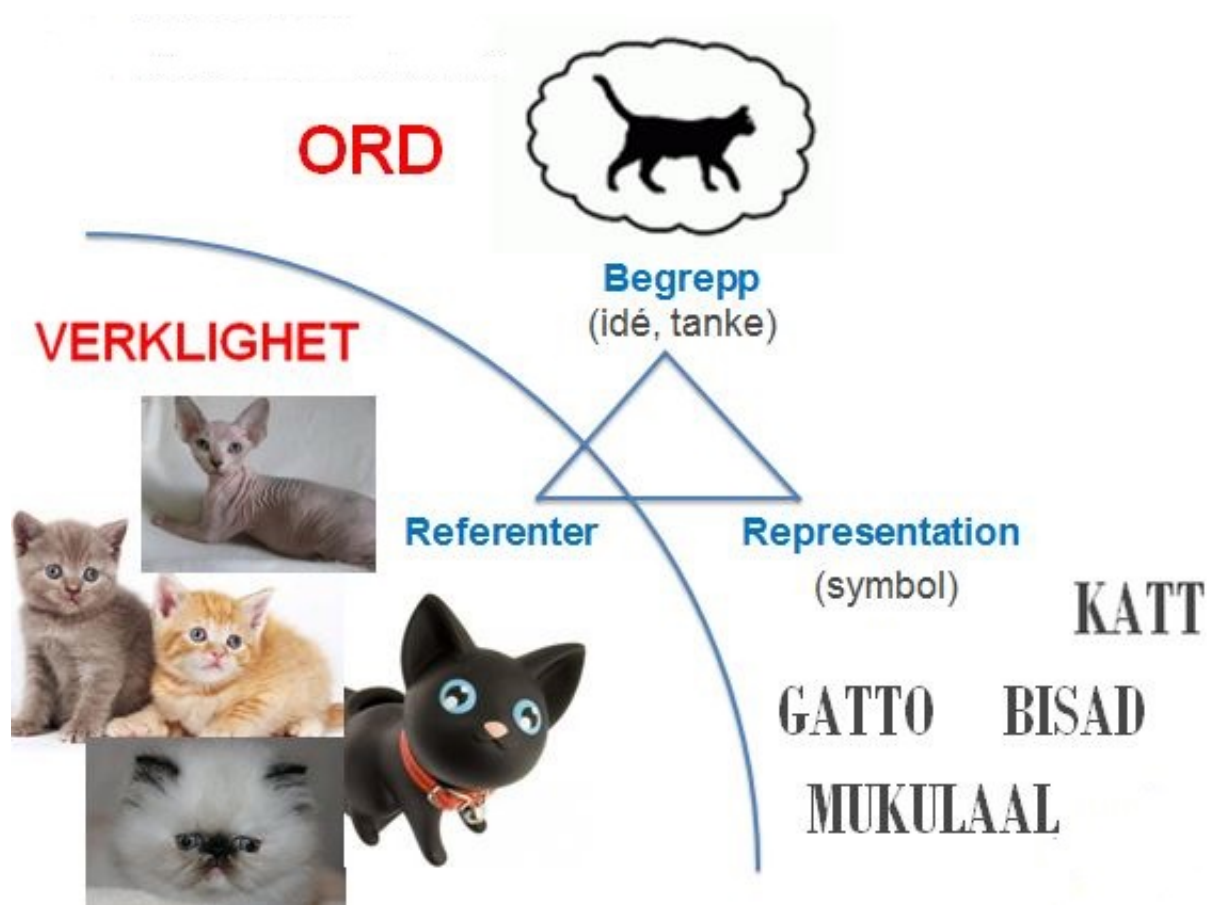 ORD
Begrepp
(idé, tanke)
VERKLIGHET
Referenter
Representation
(symbol)
KATT
GATTO BISAD
MUKULAAL